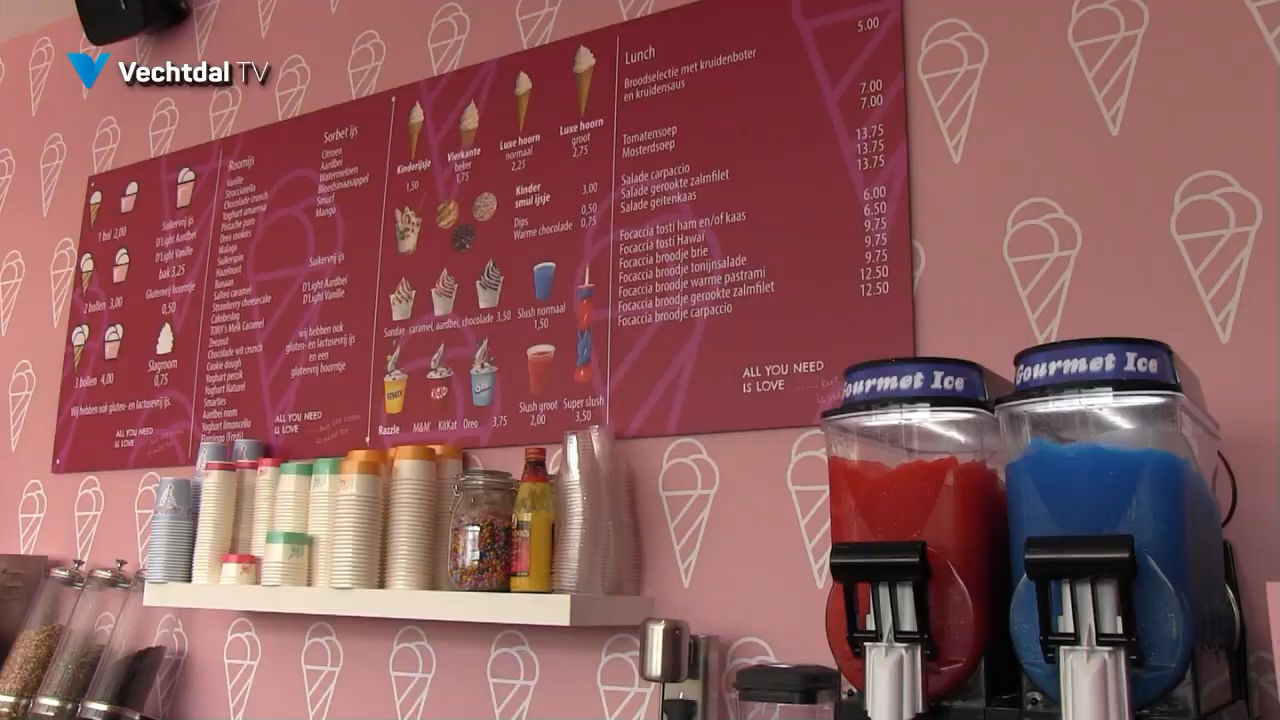 Vechtdal TV
1 bol 2,00
Suikervrij ijs
D'Light Aardbei
D'Light Vanille
bak 3,25
Glutenvrij hoorntje
0,50
2 bollen 3,00
3 bollen 4,00
Slagroom
0,75
Wij hebben ook gluten- en lactosevrij ijs.
ALL YOU NEED
IS LOVE
Roomijs
Vanille
Stracciatella
Chocolade crunch
Yoghurt amarena
Pistache puro
Oreo cookies
Malaga
Suikerspin
Hazelnoot
Banaan
Salted caramel
Strawberry cheesecake
Cakebeslag
TONY's Melk Caramel
Zeezout
Chocolade wit crunch
Cookie dough
Yoghurt perzik
Yoghurt Naturel
Smarties
Aardbei room
Yoghurt limoncello
Flamingo (Fruit)
Sorbet ijs
Citroen
Aardbei
Watermeloen
Bloedsinaasappel
Smurf
Mango
Suikervrij ijs
D'Light Aardbei
D'Light Vanille
wij hebben ook
gluten- en lactosevrij ijs
en een
glutenvrij hoorntje
ALL YOU NEED
IS LOVE
Kinderijsje
1,50
Vierkante
beker
1,75
Luxe hoorn
normaal
2,25
Luxe hoorn
groot
2,75
Kinder
smul ijsje 3,00
Dips 0,50
Warme chocolade 0,75
Sundae caramel, aardbei, chocolade 3,50
Slush normaal
1,50
Razzle M&M KitKat Oreo 3,75
Slush groot
2,00
Super slush
3,50
Lunch
Broodselectie met kruidenboter
en kruidensaus
5.00
Tomatensoep 7.00
Mosterdsoep 7.00
Salade carpaccio 13.75
Salade gerookte zalmfilet 13.75
Salade geitenkaas 13.75
Focaccia tosti ham en/of kaas 6.00
Focaccia tosti Hawai 6.50
Focaccia broodje brie 9.75
Focaccia broodje tonijnsalade 9.75
Focaccia broodje warme pastrami 9.75
Focaccia broodje gerookte zalmfilet 12.50
Focaccia broodje carpaccio 12.50
ALL YOU NEED
IS LOVE ........ but
Gourmet Ice
Gourmet Ice